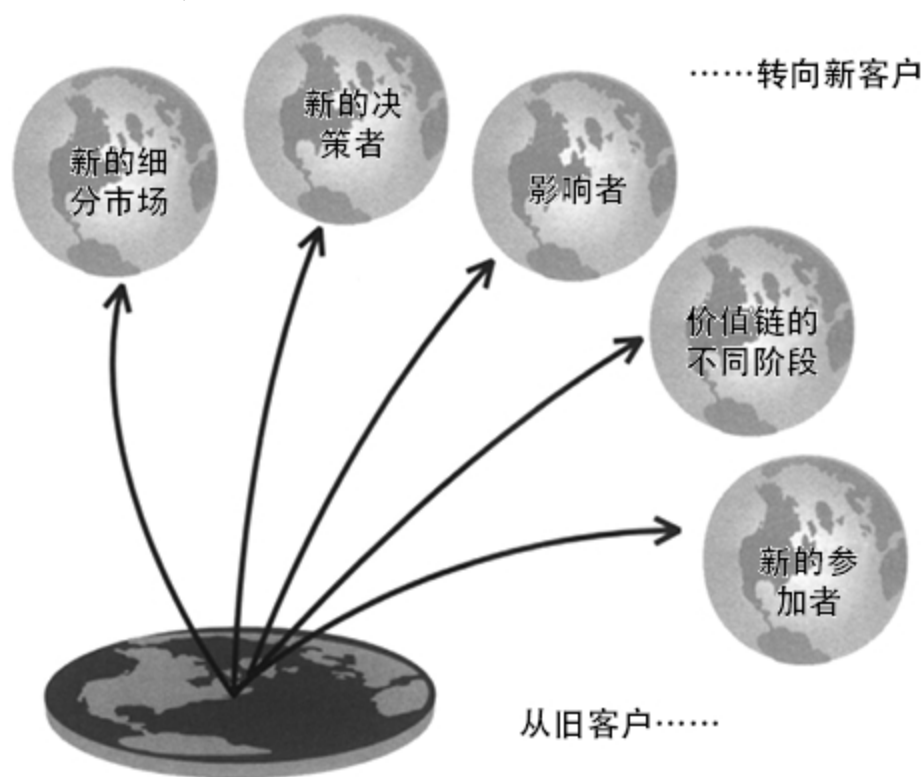 ……转向新客户
新的细
分市场
新的决
策者
影响者
价值链的
不同阶段
新的参
加者
从旧客户……